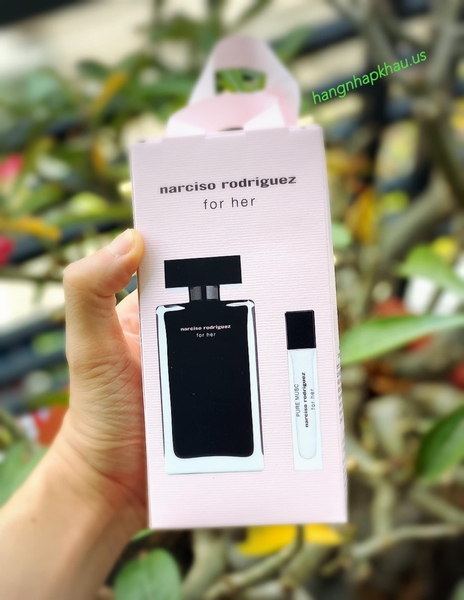 hangnhapkhau.us
narciso rodriguez
for her
narciso rodriguez
for her
PURE MUSC
narciso rodriguez
for her